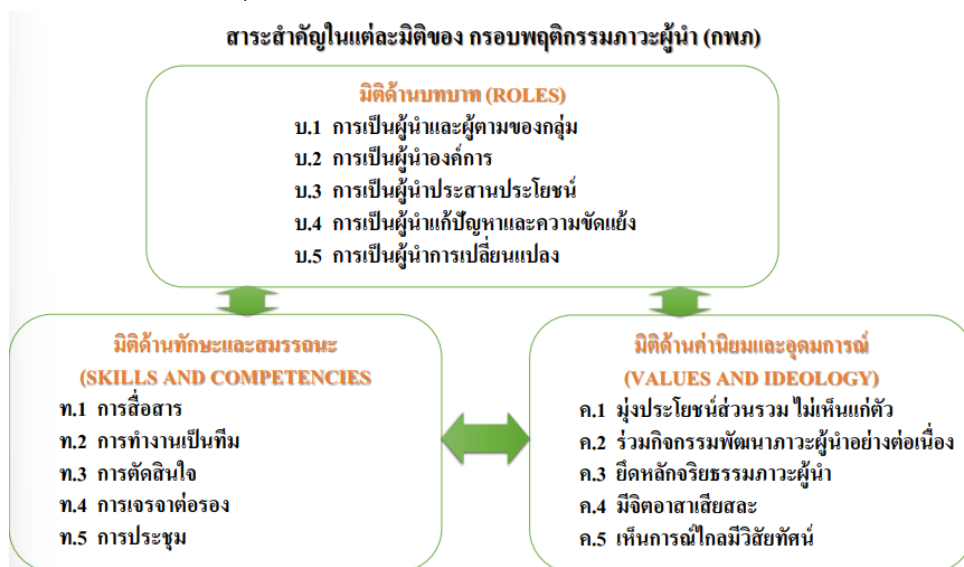 สาระสำคัญในแต่ละมิติของ กรอบพฤติกรรมภาวะผู้นำ (กพภ)
มิติด้านบทบาท (ROLES)
บ.1 การเป็นผู้นำและผู้ตามของกลุ่ม
บ.2 การเป็นผู้นำองค์การ
บ.3 การเป็นผู้นำประสานประโยชน์
บ.4 การเป็นผู้นำแก้ปัญหาและความขัดแย้ง
บ.5 การเป็นผู้นำการเปลี่ยนแปลง
มิติด้านทักษะและสมรรถนะ
(SKILLS AND COMPETENCIES
ท.1 การสื่อสาร
ท.2 การทำงานเป็นทีม
ท.3 การตัดสินใจ
ท.4 การเจรจาต่อรอง
ท.5 การประชุม
มิติด้านค่านิยมและอุดมการณ์
(VALUES AND IDEOLOGY)
ค.1 มุ่งประโยชน์ส่วนรวม ไม่เห็นแก่ตัว
ค.2 ร่วมกิจกรรมพัฒนาภาวะผู้นำอย่างต่อเนื่อง
ค.3 ยึดหลักจริยธรรมภาวะผู้นำ
ค.4 มีจิตอาสาเสียสละ
ค.5 เห็นการณ์ไกลมีวิสัยทัศน์